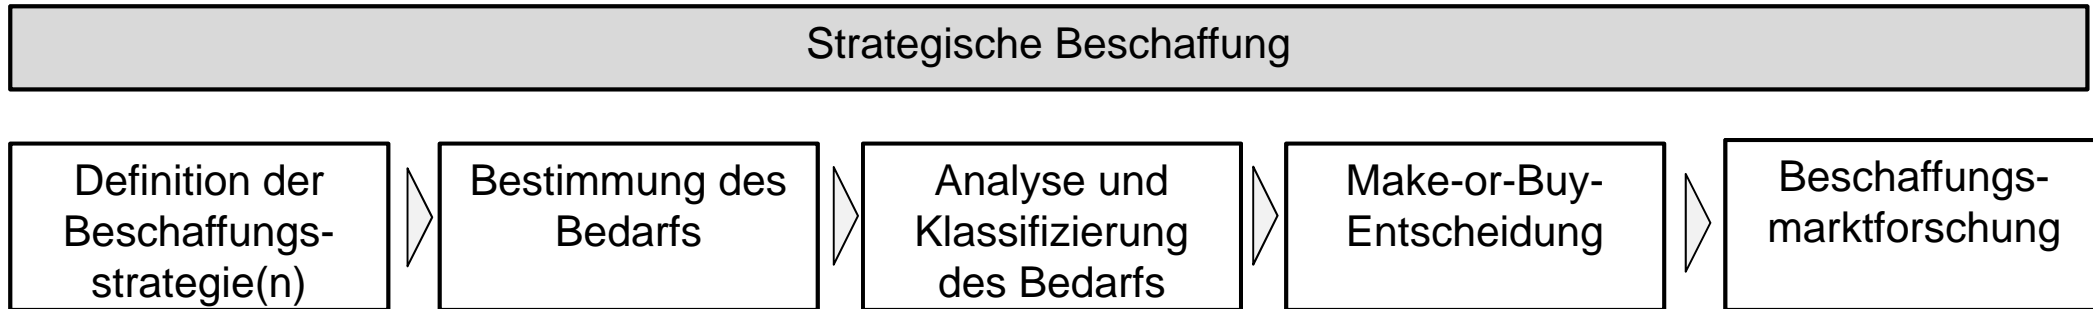 Strategische Beschaffung
Definition der
Beschaffungs-
strategie(n)
Bestimmung des
Bedarfs
Analyse und
Klassifizierung
des Bedarfs
Make-or-Buy-
Entscheidung
Beschaffungs-
marktforschung